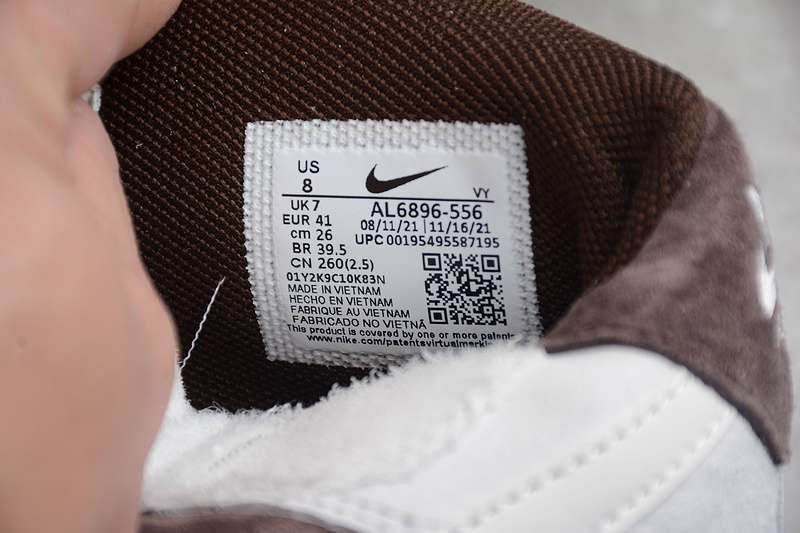 US
8
VY
UK 7
EUR 41
cm 26
BR 39.5
CN 260(2.5)
AL6896-556
08/11/21 | 11/16/21
UPC 00195495587195
01Y2K9C10K83N
MADE IN VIETNAM
HECHO EN VIETNAM
FABRIQUE AU VIETNAM
FABRICADO NO VIETNÃ
This product is covered by one or more patents
www.nike.com/patentsvirtualmarkin